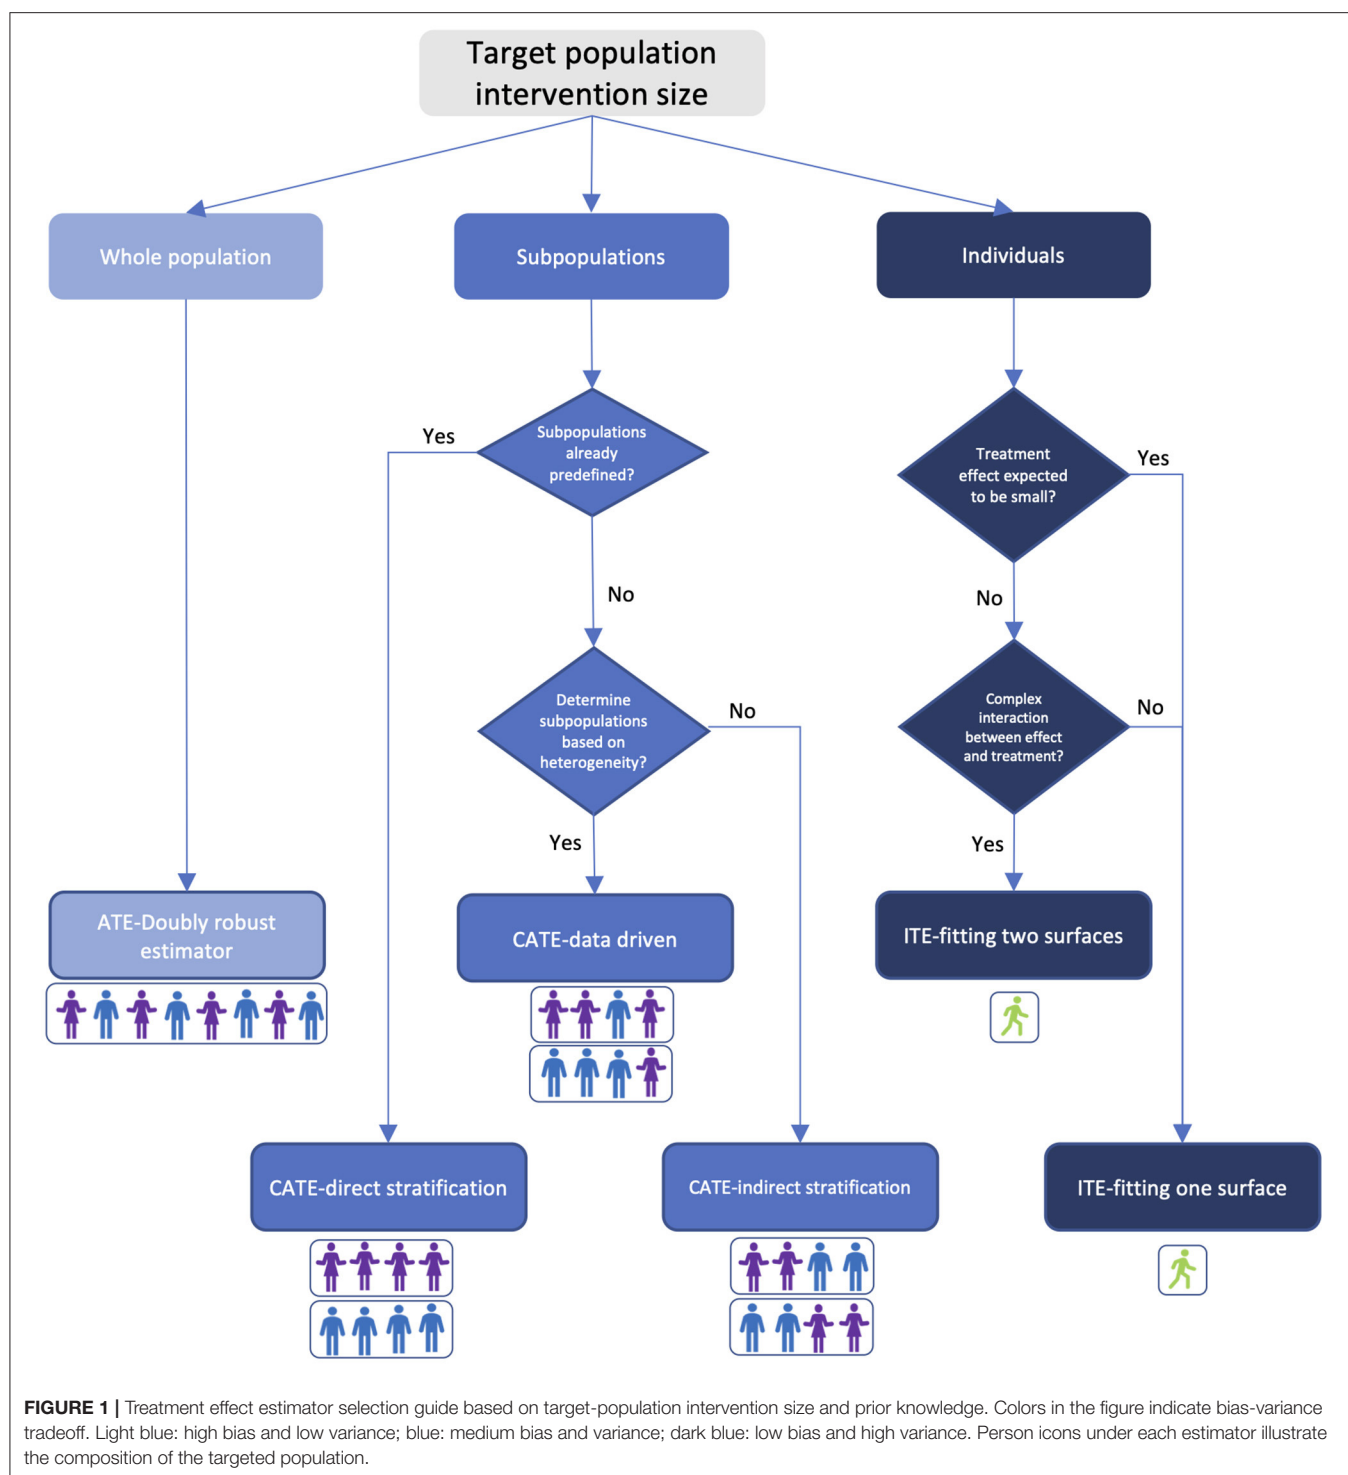 Target population
intervention size
Whole population
Subpopulations
Individuals
Yes
Subpopulations
already
predefined?
Treatment
effect expected
to be small?
Yes
No
No
Determine
subpopulations
based on
heterogeneity?
No
Complex
interaction
between effect
and treatment?
No
Yes
Yes
ATE-Doubly robust
estimator
CATE-data driven
ITE-fitting two surfaces
CATE-direct stratification
CATE-indirect stratification
ITE-fitting one surface
FIGURE 1 | Treatment effect estimator selection guide based on target-population intervention size and prior knowledge. Colors in the figure indicate bias-variance
tradeoff. Light blue: high bias and low variance; blue: medium bias and variance; dark blue: low bias and high variance. Person icons under each estimator illustrate
the composition of the targeted population.